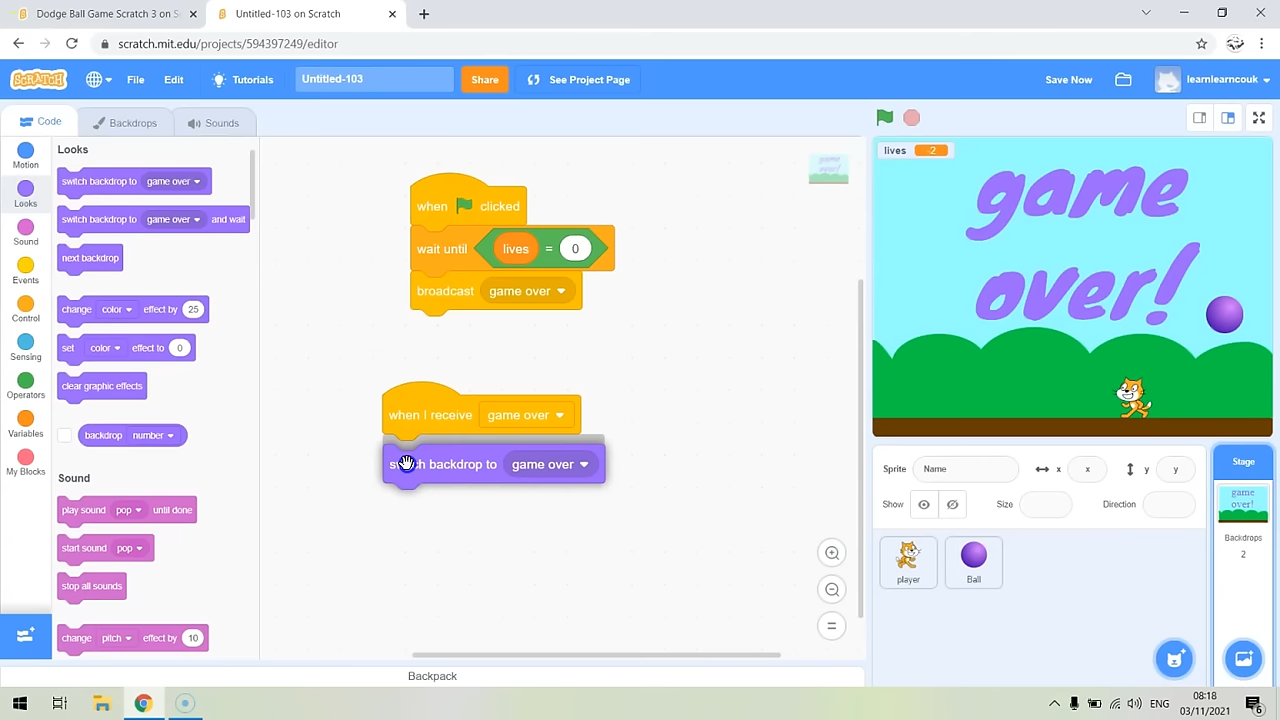 Dodge Ball Game Scratch 3 on S
Untitled-103 on Scratch
scratch.mit.edu/projects/594397249/editor
SCRATCH
File
Edit
Tutorials
Untitled-103
Share
See Project Page
Save Now
learnlearncouk
Code
Backdrops
Sounds
Motion
Looks
Sound
Events
Control
Sensing
Operators
Variables
My Blocks
Looks
switch backdrop to game over
switch backdrop to game over and wait
next backdrop
change color effect by 25
set color effect to 0
clear graphic effects
backdrop number
Sound
play sound pop until done
start sound pop
stop all sounds
change pitch effect by 10
when clicked
wait until lives = 0
broadcast game over
when I receive game over
switch backdrop to game over
game
over!
Backpack
lives -2
game
over!
Sprite Name x x y y
Show Size Direction
player
Ball
Stage
game
over!
Backdrops
2
ENG
08:18
03/11/2021
6